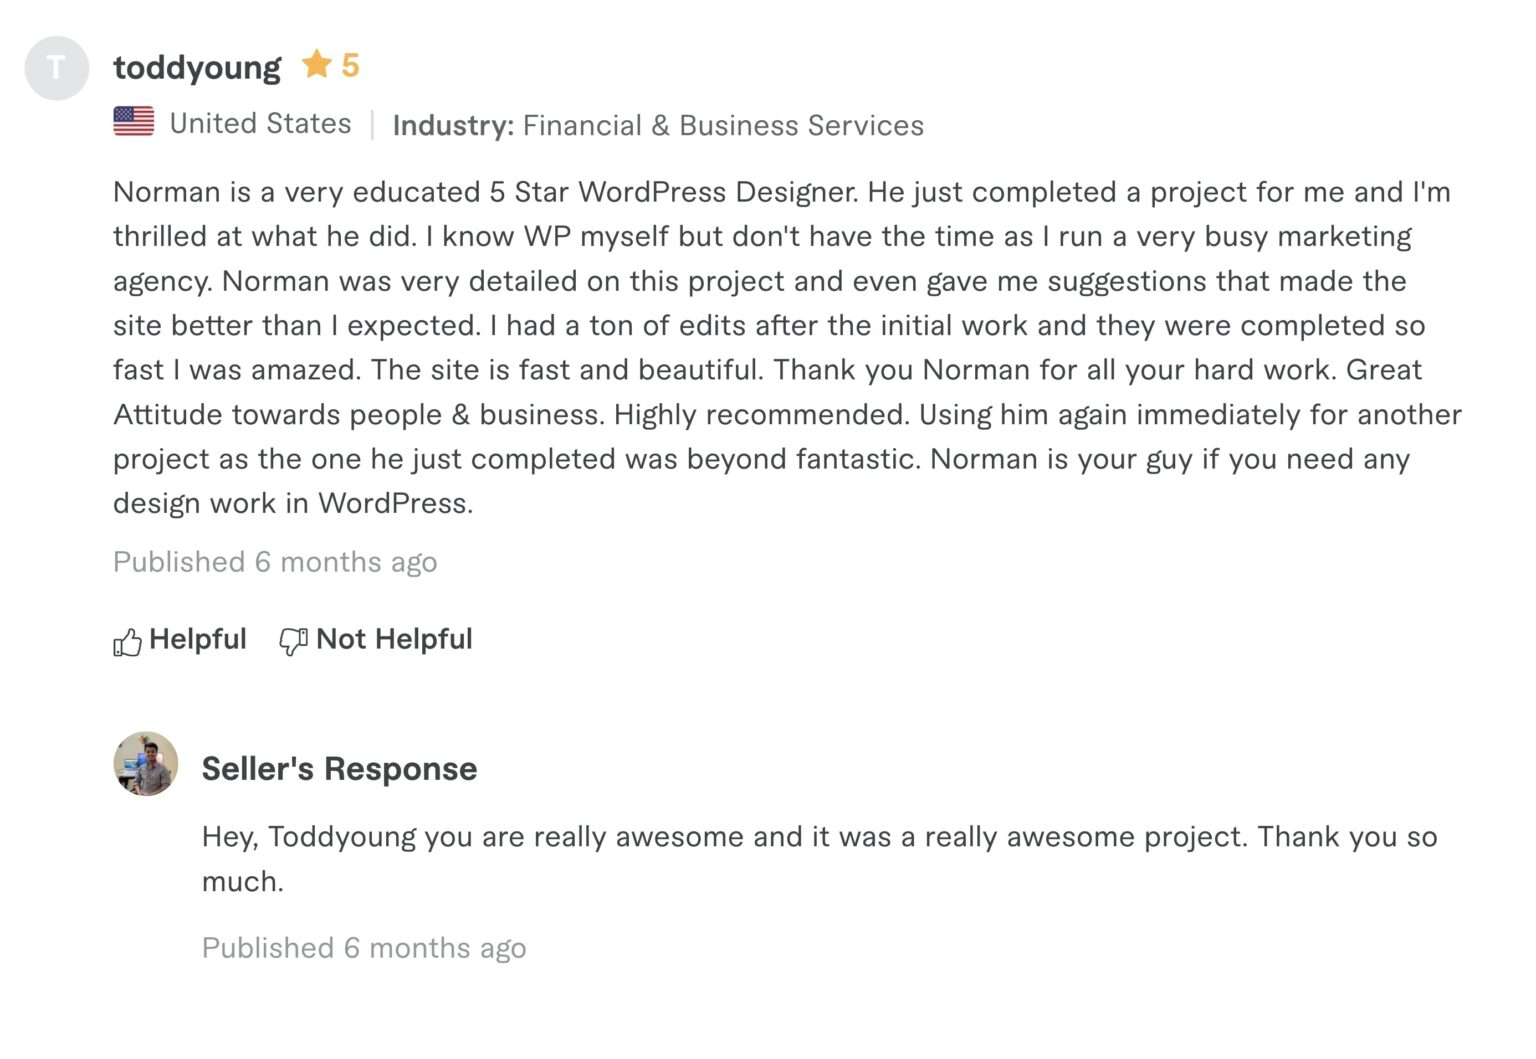 T
toddyoung 5
United States Industry: Financial & Business Services
Norman is a very educated 5 Star WordPress Designer. He just completed a project for me and I'm
thrilled at what he did. I know WP myself but don't have the time as I run a very busy marketing
agency. Norman was very detailed on this project and even gave me suggestions that made the
site better than I expected. I had a ton of edits after the initial work and they were completed so
fast I was amazed. The site is fast and beautiful. Thank you Norman for all your hard work. Great
Attitude towards people & business. Highly recommended. Using him again immediately for another
project as the one he just completed was beyond fantastic. Norman is your guy if you need any
design work in WordPress.
Published 6 months ago
Helpful Not Helpful
Seller's Response
Hey, Toddyoung you are really awesome and it was a really awesome project. Thank you so
much.
Published 6 months ago